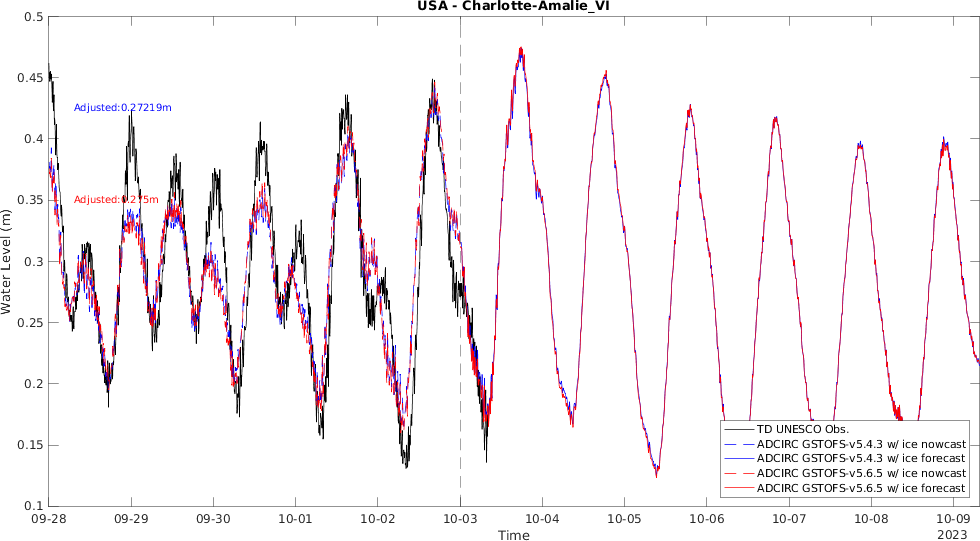 USA - Charlotte-Amalie_VI
0.5
0.45
0.4
0.35
0.3
0.25
0.2
0.15
0.1
Water Level (m)
Adjusted:0.27219m
Adjusted:0.275m
TD UNESCO Obs.
ADCIRC GSTOFS-v5.4.3 w/ ice nowcast
ADCIRC GSTOFS-v5.4.3 w/ ice forecast
ADCIRC GSTOFS-v5.6.5 w/ ice nowcast
ADCIRC GSTOFS-v5.6.5 w/ ice forecast
09-28 09-29 09-30 10-01 10-02 10-03 10-04 10-05 10-06 10-07 10-08 10-09
Time 2023